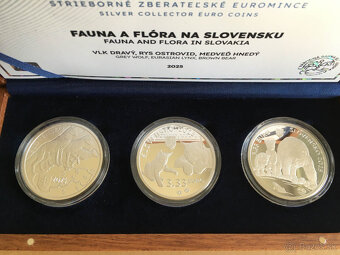 STRIEBORNÉ ZBERATEĽSKÉ EUROMINCE
SILVER COLLECTOR EURO COINS
FAUNA A FLÓRA NA SLOVENSKU
FAUNA AND FLORA IN SLOVAKIA
VLK DRAVÝ, RYS OSTROVID, MEDVEĎ HNEDÝ
GREY WOLF, EURASIAN LYNX, BROWN BEAR
2025